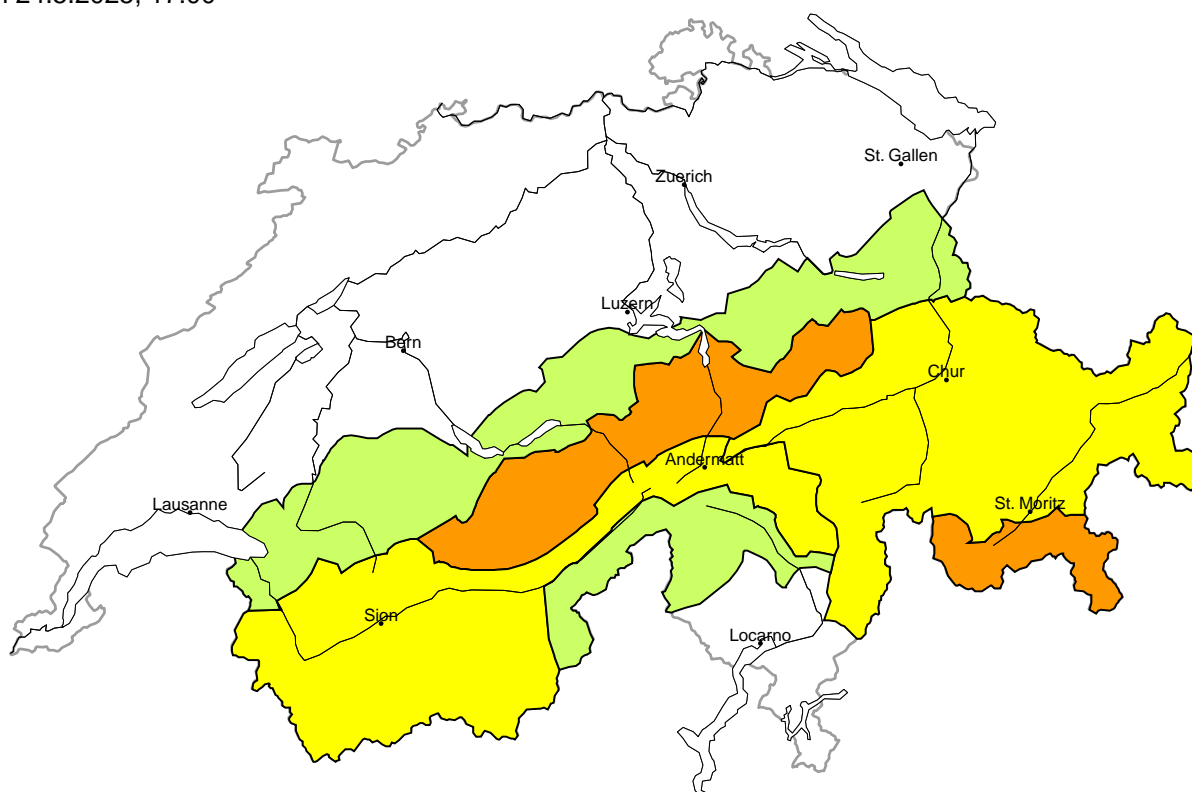 St. Gallen
Zuerich
Luzern
Bern
Chur
Andermatt
Lausanne
St. Moritz
Sion
Locarno